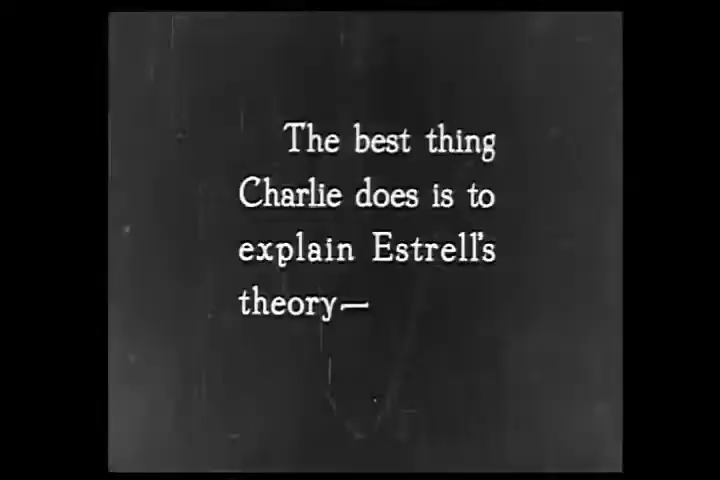 The best thing
Charlie does is to
explain Estrell's
theory—